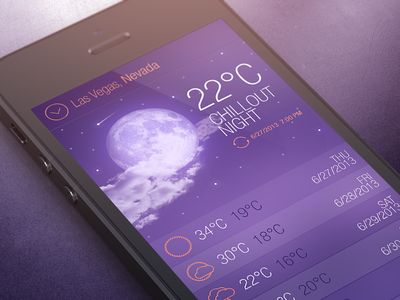 Las Vegas, Nevada
22°C
CHILLOUT
NIGHT
6/27/2013, 7:06 PM
34°C 19°C
THU
6/27/2013
30°C 18°C
FRI
6/28/2013
22°C 16°C
SAT
6/29/2013
20°C